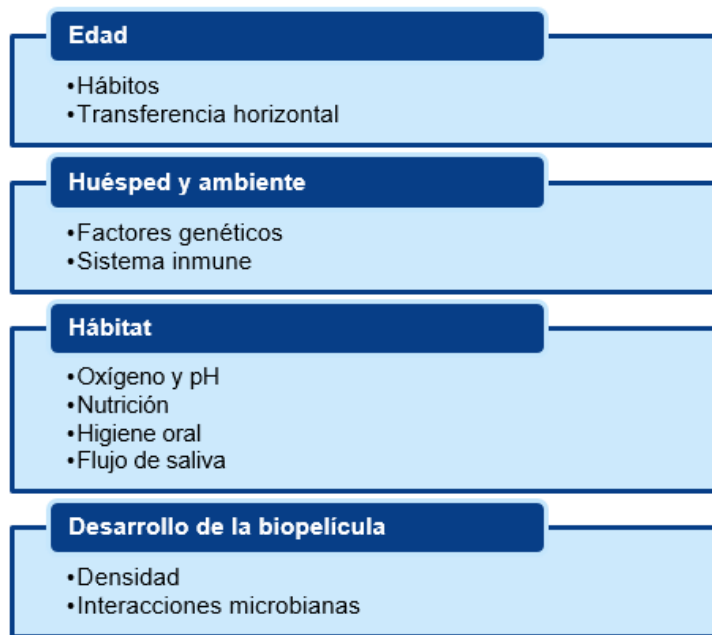 Edad
•Hábitos
•Transferencia horizontal
Huésped y ambiente
•Factores genéticos
•Sistema inmune
Hábitat
•Oxígeno y pH
•Nutrición
•Higiene oral
•Flujo de saliva
Desarrollo de la biopelícula
•Densidad
•Interacciones microbianas